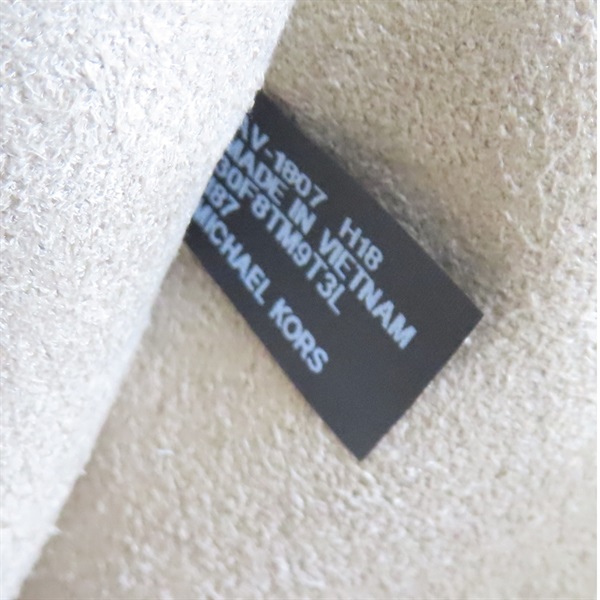 AV-1807 H18
MADE IN VIETNAM
30F8TM9T3L
187
MICHAEL KORS